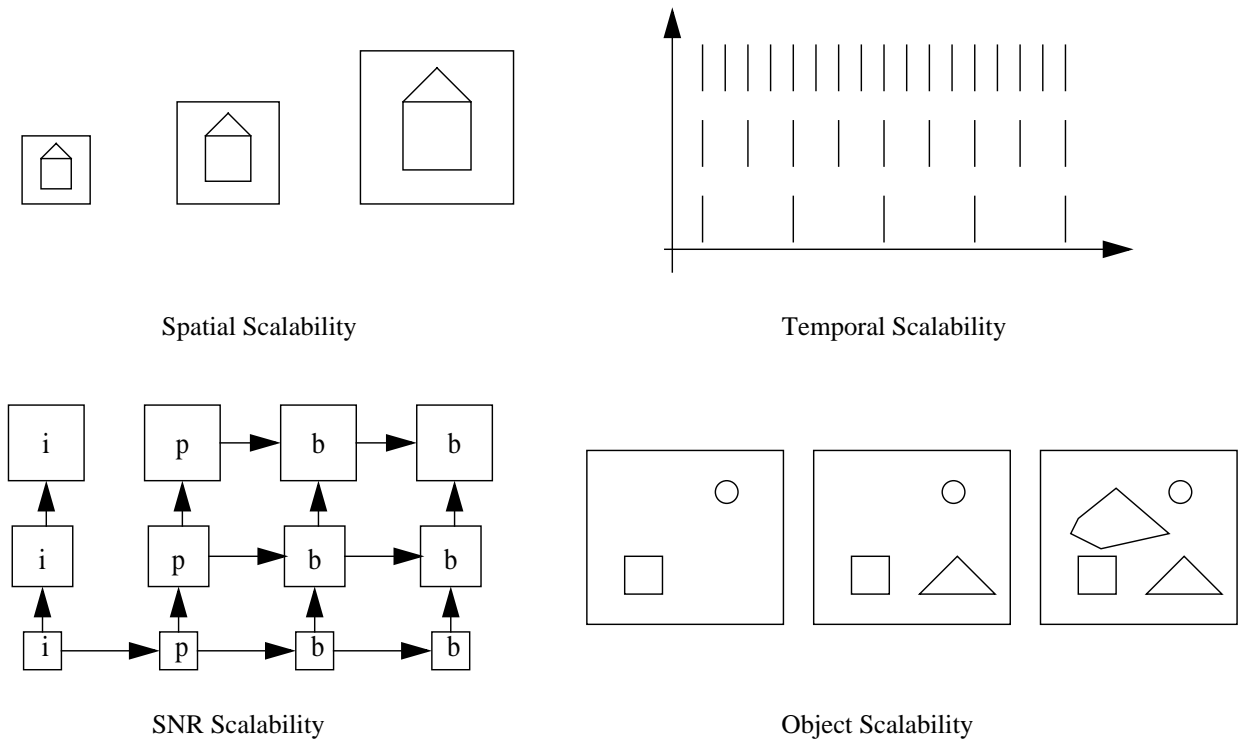 Spatial Scalability
Temporal Scalability
i p b b
i p b b
i p b b
SNR Scalability
Object Scalability